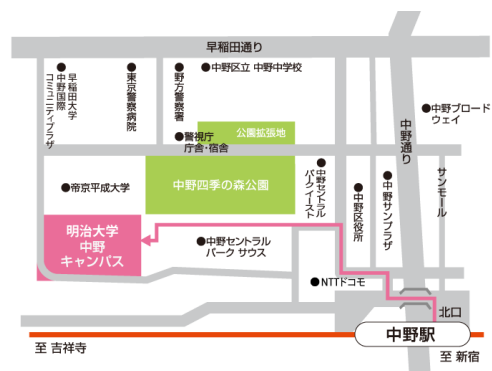 早稲田通り
早稲田大学
中野国際
コミュニティプラザ
東京警察病院
野方警察署
中野区立 中野中学校
中野ブロード
ウェイ
中野通り
公園拡張地
警視庁
庁舎・宿舎
帝京平成大学
中野四季の森公園
中野セントラル
パークイースト
中野区役所
中野サンプラザ
サンモール
明治大学
中野
キャンパス
中野セントラル
パーク サウス
NTTドコモ
北口
中野駅
至 吉祥寺
至 新宿